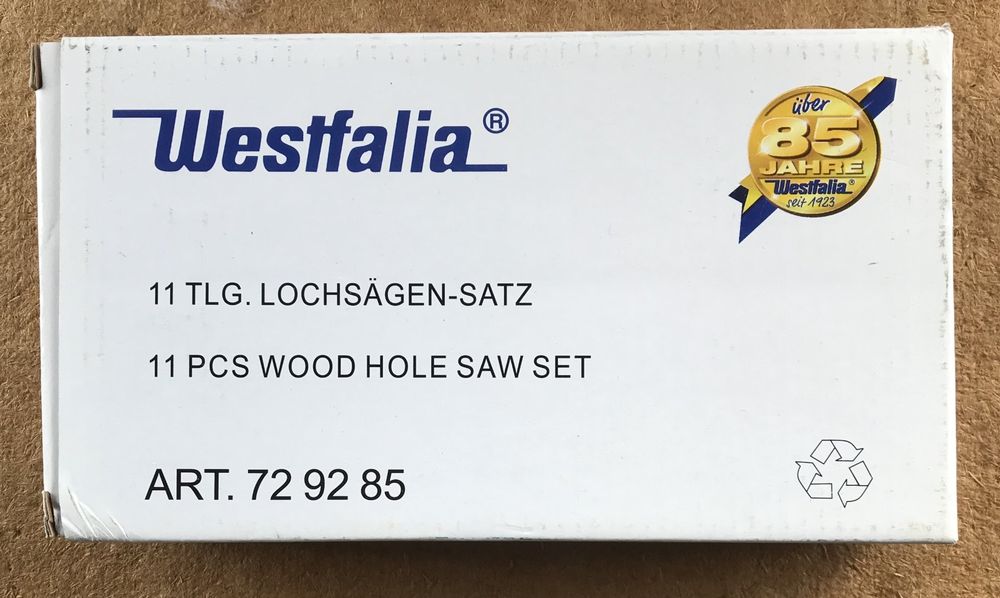 Westfalia®
über
85
JAHRE
Westfalia®
seit 1923
11 TLG. LOCHSÄGEN-SATZ
11 PCS WOOD HOLE SAW SET
ART. 72 92 85